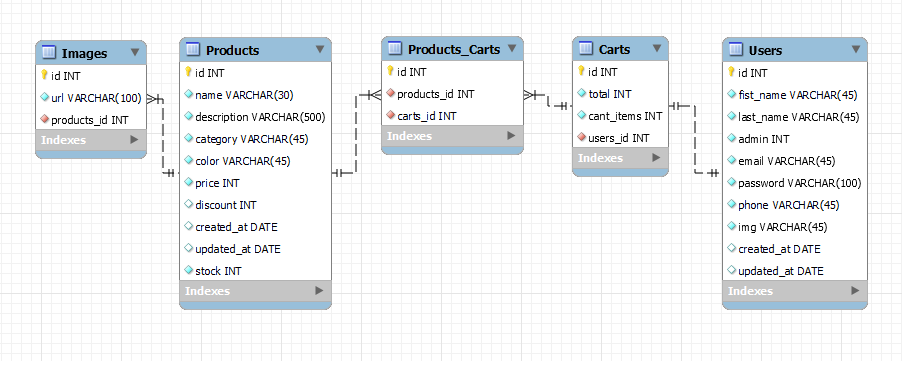 Images
id INT
url VARCHAR(100)
products_id INT
Indexes
Products
id INT
name VARCHAR(30)
description VARCHAR(500)
category VARCHAR(45)
color VARCHAR(45)
price INT
discount INT
created_at DATE
updated_at DATE
stock INT
Indexes
Products_Carts
id INT
products_id INT
carts_id INT
Indexes
Carts
id INT
total INT
cant_items INT
users_id INT
Indexes
Users
id INT
fist_name VARCHAR(45)
last_name VARCHAR(45)
admin INT
email VARCHAR(45)
password VARCHAR(100)
phone VARCHAR(45)
img VARCHAR(45)
created_at DATE
updated_at DATE
Indexes